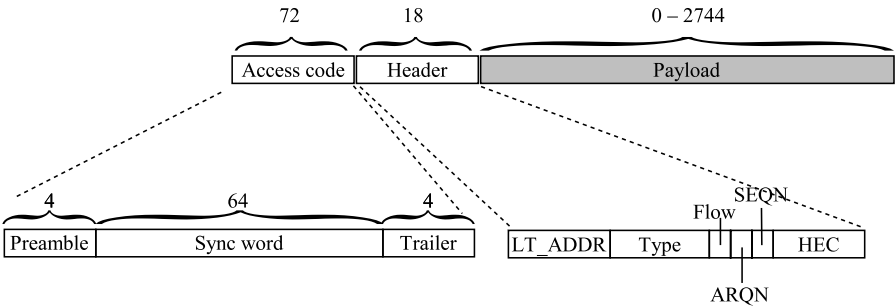 72 18 0 – 2744
Access code Header Payload
4 64 4 SEQN
Flow
Preamble Sync word Trailer LT_ADDR Type HEC
ARQN